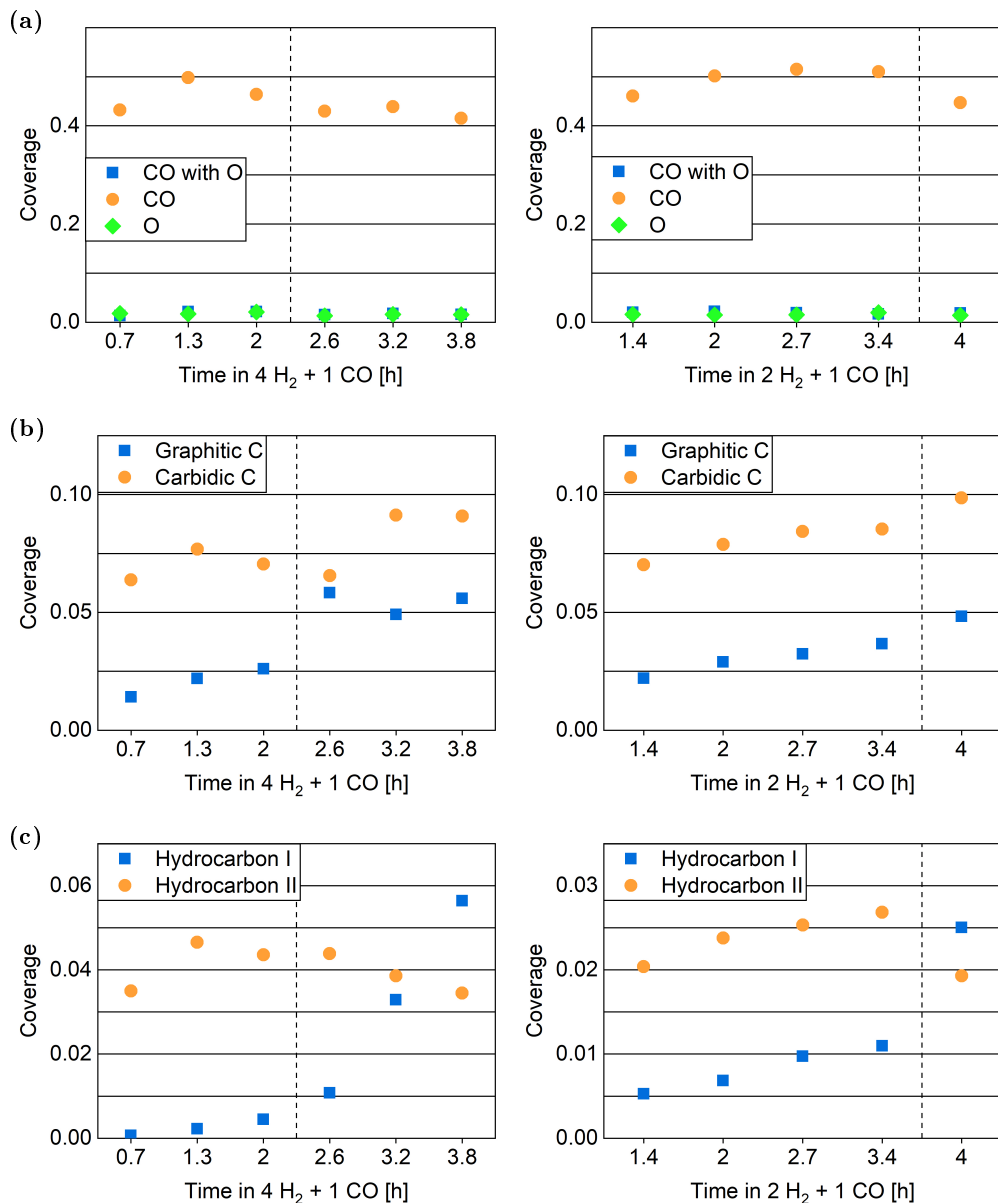 (a)
Coverage
0.4
0.2
0.0
CO with O
CO
O
0.7 1.3 2 2.6 3.2 3.8
Time in 4 H₂ + 1 CO [h]
Coverage
0.4
0.2
0.0
CO with O
CO
O
1.4 2 2.7 3.4 4
Time in 2 H₂ + 1 CO [h]
(b)
Coverage
0.10
0.05
0.00
Graphitic C
Carbidic C
0.7 1.3 2 2.6 3.2 3.8
Time in 4 H₂ + 1 CO [h]
Coverage
0.10
0.05
0.00
Graphitic C
Carbidic C
1.4 2 2.7 3.4 4
Time in 2 H₂ + 1 CO [h]
(c)
Coverage
0.06
0.04
0.02
0.00
Hydrocarbon I
Hydrocarbon II
0.7 1.3 2 2.6 3.2 3.8
Time in 4 H₂ + 1 CO [h]
Coverage
0.03
0.02
0.01
0.00
Hydrocarbon I
Hydrocarbon II
1.4 2 2.7 3.4 4
Time in 2 H₂ + 1 CO [h]